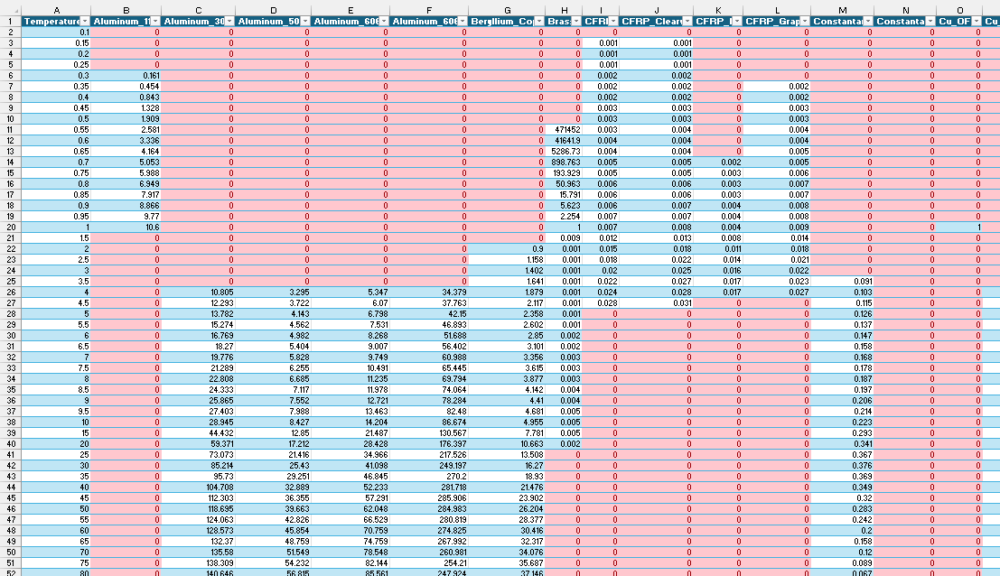 A B C D E F G H I J K L M N O
1 Temperature Aluminum_1 Aluminum_30 Aluminum_50 Aluminum_606 Aluminum_606 Beryllium_Co Bras CFRP_Clear CFRP_ CFRP_Grap Constanta Constanta Cu_OF Cu
2 0.1 0 0 0 0 0 0 0 0 0 0 0 0 0 0
3 0.15 0 0 0 0 0 0 0 0.001 0.001 0 0 0 0 0
4 0.2 0 0 0 0 0 0 0 0.001 0.001 0 0 0 0 0
5 0.25 0 0 0 0 0 0 0 0.001 0.001 0 0 0 0 0
6 0.3 0.161 0 0 0 0 0 0 0.002 0.002 0 0 0 0 0
7 0.35 0.454 0 0 0 0 0 0 0.002 0.002 0 0.002 0 0 0
8 0.4 0.843 0 0 0 0 0 0 0.002 0.002 0 0.002 0 0 0
9 0.45 1.328 0 0 0 0 0 0 0.003 0.003 0 0.003 0 0 0
10 0.5 1.909 0 0 0 0 0 0 0.003 0.003 0 0.003 0 0 0
11 0.55 2.581 0 0 0 0 0 471452 0.003 0.004 0 0.004 0 0 0
12 0.6 3.336 0 0 0 0 0 41641.9 0.004 0.004 0 0.004 0 0 0
13 0.65 4.164 0 0 0 0 0 5286.73 0.004 0.004 0 0.005 0 0 0
14 0.7 5.053 0 0 0 0 0 898.763 0.005 0.005 0.002 0.005 0 0 0
15 0.75 5.988 0 0 0 0 0 193.929 0.005 0.005 0.003 0.006 0 0 0
16 0.8 6.949 0 0 0 0 0 50.963 0.006 0.006 0.003 0.007 0 0 0
17 0.85 7.917 0 0 0 0 0 15.791 0.006 0.006 0.003 0.007 0 0 0
18 0.9 8.866 0 0 0 0 0 5.623 0.006 0.007 0.004 0.008 0 0 0
19 0.95 9.77 0 0 0 0 0 2.254 0.007 0.007 0.004 0.008 0 0 0
20 1 10.6 0 0 0 0 0 1 0.007 0.008 0.004 0.009 0 0 1
21 1.5 0 0 0 0 0 0 0.009 0.012 0.013 0.008 0.014 0 0 0
22 2 0 0 0 0 0 0.9 0.001 0.015 0.018 0.011 0.018 0 0 0
23 2.5 0 0 0 0 0 1.158 0.001 0.018 0.022 0.014 0.021 0 0 0
24 3 0 0 0 0 0 1.402 0.001 0.02 0.025 0.016 0.022 0 0 0
25 3.5 0 0 0 0 0 1.641 0.001 0.022 0.027 0.017 0.023 0.091 0 0
26 4 0 10.805 3.295 5.347 34.379 1.879 0.001 0.024 0.028 0.017 0.027 0.103 0 0
27 4.5 0 12.293 3.722 6.07 37.763 2.117 0.001 0.028 0.031 0 0 0.115 0 0
28 5 0 13.782 4.143 6.798 42.15 2.358 0.001 0 0 0 0 0.126 0 0
29 5.5 0 15.274 4.562 7.531 46.893 2.602 0.001 0 0 0 0 0.137 0 0
30 6 0 16.769 4.982 8.268 51.688 2.85 0.002 0 0 0 0 0.147 0 0
31 6.5 0 18.27 5.404 9.007 56.402 3.101 0.002 0 0 0 0 0.158 0 0
32 7 0 19.776 5.828 9.749 60.988 3.356 0.003 0 0 0 0 0.168 0 0
33 7.5 0 21.289 6.255 10.491 65.445 3.615 0.003 0 0 0 0 0.178 0 0
34 8 0 22.808 6.685 11.235 69.794 3.877 0.003 0 0 0 0 0.187 0 0
35 8.5 0 24.333 7.117 11.978 74.064 4.142 0.004 0 0 0 0 0.197 0 0
36 9 0 25.865 7.552 12.721 78.284 4.41 0.004 0 0 0 0 0.206 0 0
37 9.5 0 27.403 7.988 13.463 82.48 4.681 0.005 0 0 0 0 0.214 0 0
38 10 0 28.945 8.427 14.204 86.674 4.955 0.005 0 0 0 0 0.223 0 0
39 15 0 44.432 12.85 21.487 130.567 7.781 0.005 0 0 0 0 0.293 0 0
40 20 0 59.371 17.212 28.428 176.397 10.663 0.002 0 0 0 0 0.341 0 0
41 25 0 73.073 21.416 34.966 217.526 13.508 0 0 0 0 0 0.367 0 0
42 30 0 85.214 25.43 41.098 249.197 16.27 0 0 0 0 0 0.376 0 0
43 35 0 95.73 29.251 46.845 270.2 18.93 0 0 0 0 0 0.369 0 0
44 40 0 104.708 32.889 52.233 281.718 21.476 0 0 0 0 0 0.349 0 0
45 45 0 112.303 36.355 57.291 285.906 23.902 0 0 0 0 0 0.32 0 0
46 50 0 118.695 39.663 62.048 284.983 26.204 0 0 0 0 0 0.283 0 0
47 55 0 124.063 42.826 66.529 280.819 28.377 0 0 0 0 0 0.242 0 0
48 60 0 128.573 45.854 70.759 274.825 30.416 0 0 0 0 0 0.2 0 0
49 65 0 132.37 48.759 74.759 267.992 32.317 0 0 0 0 0 0.158 0 0
50 70 0 135.58 51.549 78.548 260.981 34.076 0 0 0 0 0 0.12 0 0
51 75 0 138.309 54.232 82.144 254.21 35.687 0 0 0 0 0 0.089 0 0
52 80 0 140.646 56.815 85.561 247.924 37.146 0 0 0 0 0 0.067 0 0